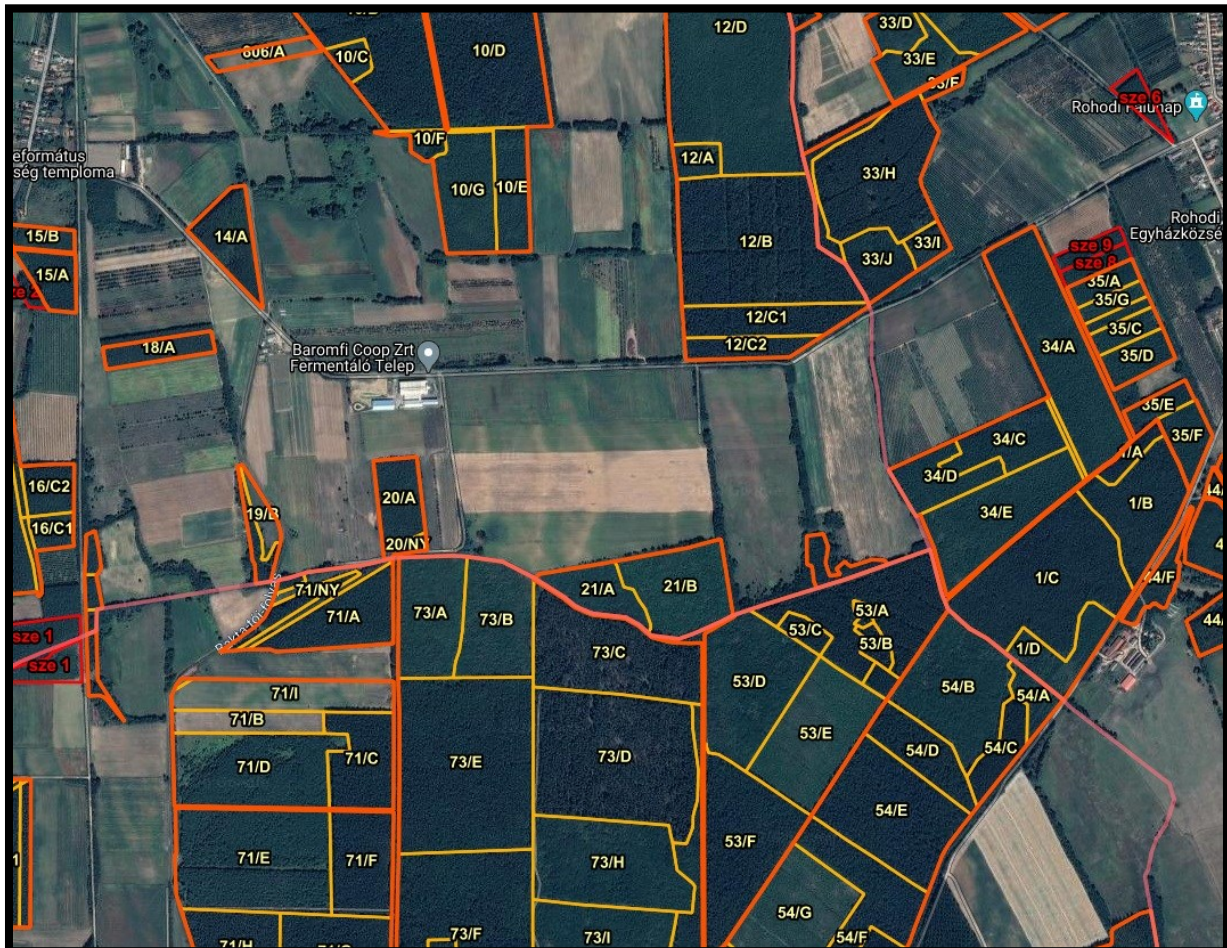 12/D
33/D
806/A
10/C
10/D
33/E
33/F
sze 6
Rohodi Falunap
10/F
12/A
eformátus
ség temploma
10/G
10/E
33/H
15/B
14/A
12/B
33/J
33/I
Rohodi,
Egyházközsé
sze 9
sze 8
15/A
35/A
35/G
12/C1
35/C
18/A
12/C2
34/A
35/D
Baromfi Coop Zrt
Fermentáló Telep
35/E
34/C
35/F
34/D
16/C2
20/A
1/B
19/B
34/E
16/C1
20/NY
1/C
44/F
71/NY
21/A
21/B
71/A
73/A
73/B
53/A
53/C
53/B
sze 1
sze 1
73/C
1/D
53/D
54/B
54/A
71/I
71/B
53/E
54/D
54/C
71/D
71/C
73/E
73/D
54/E
53/F
71/E
71/F
73/H
54/G
73/F
73/I
54/F
71/H